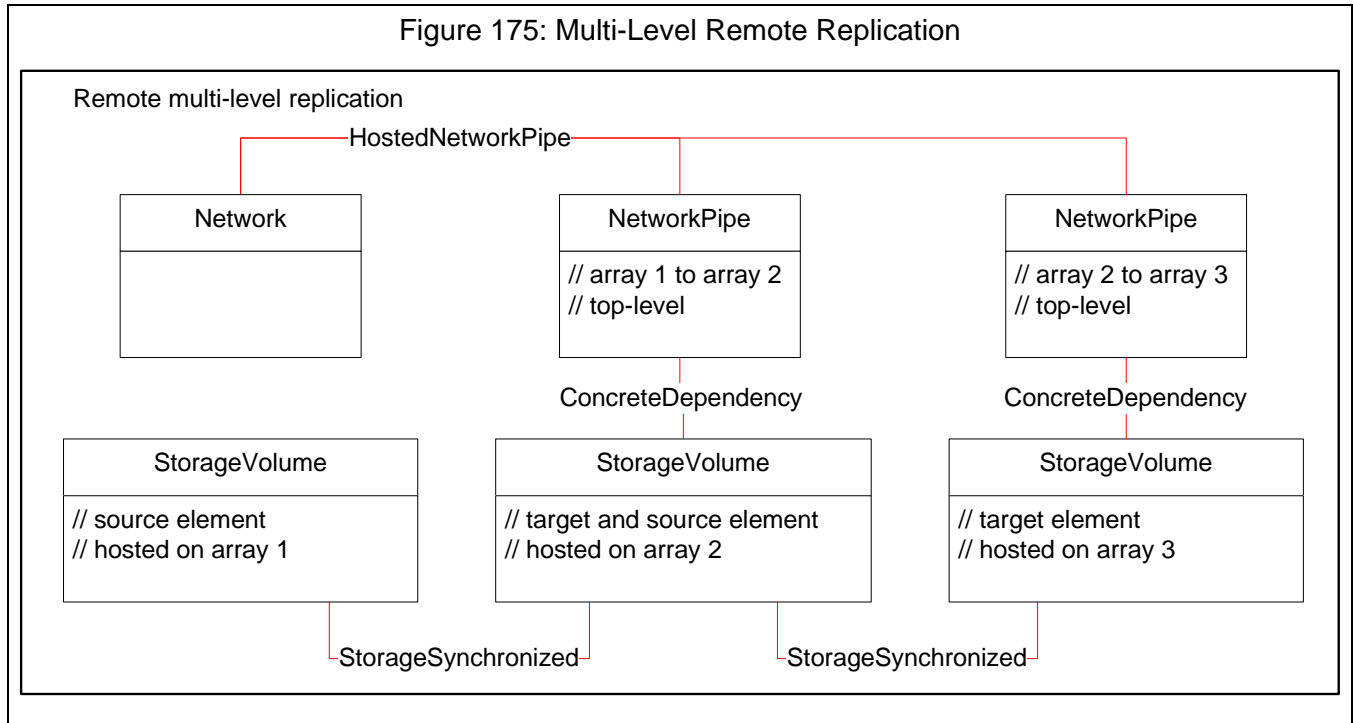 Figure 175: Multi-Level Remote Replication
Remote multi-level replication
HostedNetworkPipe
Network
NetworkPipe
// array 1 to array 2
// top-level
NetworkPipe
// array 2 to array 3
// top-level
ConcreteDependency
ConcreteDependency
StorageVolume
// source element
// hosted on array 1
StorageVolume
// target and source element
// hosted on array 2
StorageVolume
// target element
// hosted on array 3
StorageSynchronized
StorageSynchronized